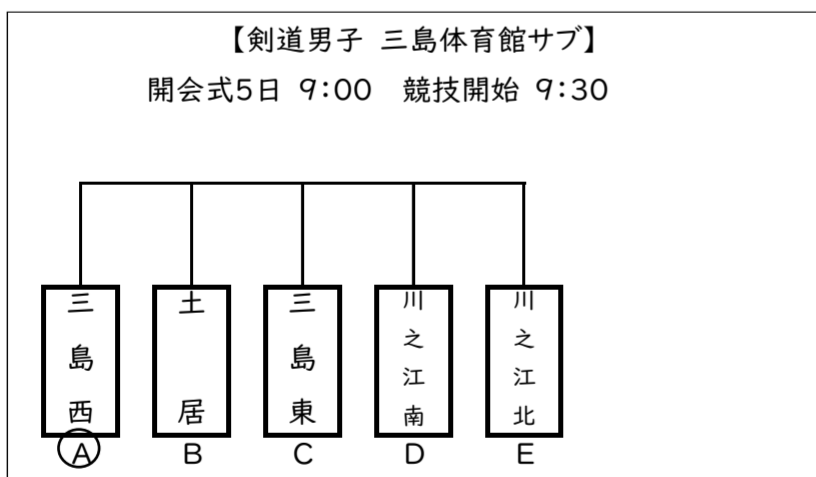 【剣道男子 三島体育館サブ】
開会式5日 9:00 競技開始 9:30
三島西
土居
三島東
川之江南
川之江北
A B C D E